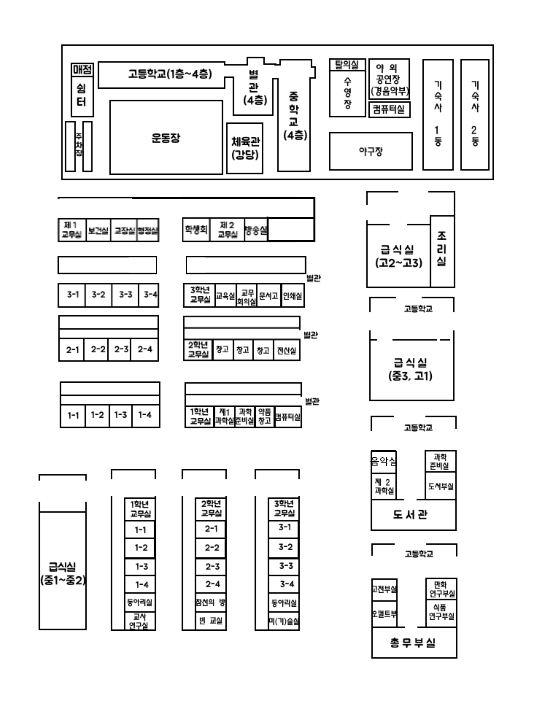 매점
쉼
터
주차장
고등학교(1층~4층)
별
관
(4층)
중
학
교
(4층)
운동장
체육관
(강당)
탈의실
수
영
장
야 외
공연장
(경음악부)
컴퓨터실
야구장
기
숙
사
1
동
기
숙
사
2
동
제1
교무실
보건실
교장실
행정실
학생회
제 2
교무실
방송실
3-1
3-2
3-3
3-4
3학년
교무실
교육실
교무
회의실
문서고
인쇄실
별관
2-1
2-2
2-3
2-4
2학년
교무실
창고
창고
창고
전산실
별관
1-1
1-2
1-3
1-4
1학년
교무실
제1
과학실
과학
준비실
약품
창고
컴퓨터실
별관
급식실
(고2~고3)
조
리
실
고등학교
급식실
(중3, 고1)
고등학교
음악실
제 2
과학실
과학
준비실
도서부실
도서관
고등학교
고전부실
오컬트부
만화
연구부실
식품
연구부실
총무부실
급식실
(중1~중2)
1학년
교무실
1-1
1-2
1-3
1-4
동아리실
교사
연구실
2학년
교무실
2-1
2-2
2-3
2-4
동아리실
빈 교실
3학년
교무실
3-1
3-2
3-3
3-4
미(가)술실